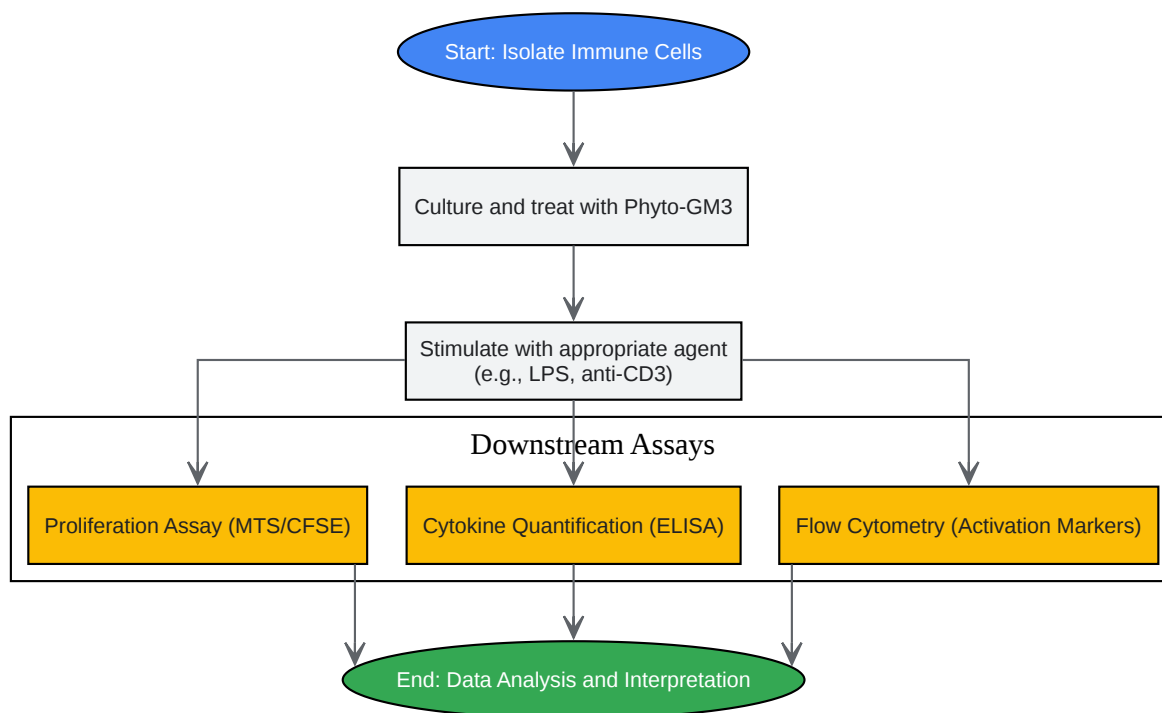 Start: Isolate Immune Cells
Culture and treat with Phyto-GM3
Stimulate with appropriate agent
(e.g., LPS, anti-CD3)
Downstream Assays
Proliferation Assay (MTS/CFSE)
Cytokine Quantification (ELISA)
Flow Cytometry (Activation Markers)
End: Data Analysis and Interpretation